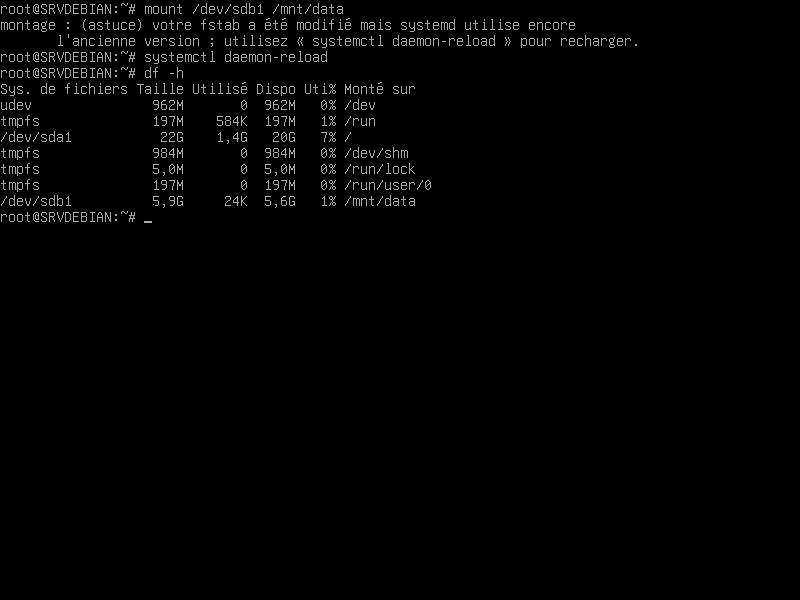 root@SRVDEBIAN:~# mount /dev/sdb1 /mnt/data
montage : (astuce) votre fstab a été modifié mais systemd utilise encore
l'ancienne version ; utilisez « systemctl daemon-reload » pour recharger.
root@SRVDEBIAN:~# systemctl daemon-reload
root@SRVDEBIAN:~# df -h
Sys. de fichiers Taille Utilisé Dispo Uti% Monté sur
udev 962M 0 962M 0% /dev
tmpfs 197M 584K 197M 1% /run
/dev/sda1 22G 1,4G 20G 7% /
tmpfs 984M 0 984M 0% /dev/shm
tmpfs 5,0M 0 5,0M 0% /run/lock
tmpfs 197M 0 197M 0% /run/user/0
/dev/sdb1 5,9G 24K 5,6G 1% /mnt/data
root@SRVDEBIAN:~# _